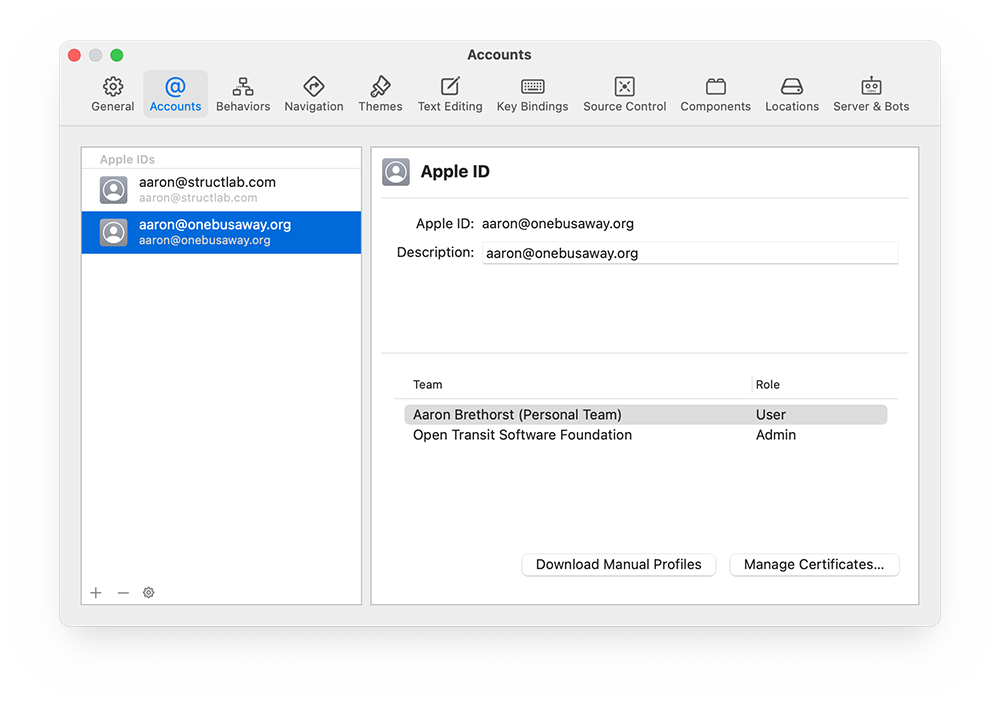 Accounts
General Accounts Behaviors Navigation Themes Text Editing Key Bindings Source Control Components Locations Server & Bots
Apple IDs
aaron@structlab.com
aaron@structlab.com
aaron@onebusaway.org
aaron@onebusaway.org
Apple ID
Apple ID: aaron@onebusaway.org
Description: aaron@onebusaway.org
Team Role
Aaron Brethorst (Personal Team) User
Open Transit Software Foundation Admin
Download Manual Profiles Manage Certificates...